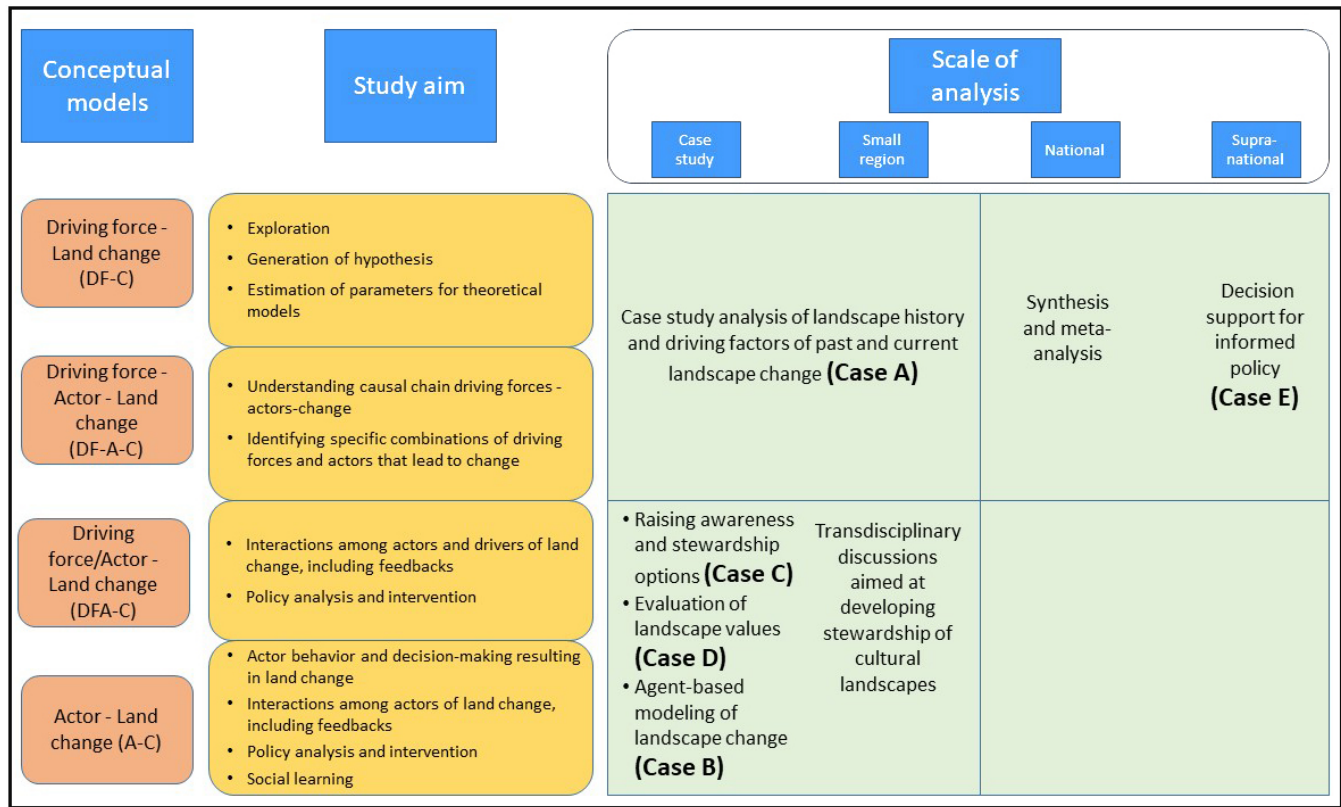 Conceptual
models
Study aim
Scale of
analysis
Case
study
Small
region
National
Supra-
national
Driving force -
Land change
(DF-C)
• Exploration
• Generation of hypothesis
• Estimation of parameters for theoretical
models
Driving force -
Actor - Land
change
(DF-A-C)
• Understanding causal chain driving forces -
actors-change
• Identifying specific combinations of driving
forces and actors that lead to change
Case study analysis of landscape history
and driving factors of past and current
landscape change (Case A)
Synthesis
and meta-
analysis
Decision
support for
informed
policy
(Case E)
Driving
force/Actor -
Land change
(DFA-C)
• Interactions among actors and drivers of land
change, including feedbacks
• Policy analysis and intervention
Actor - Land
change (A-C)
• Actor behavior and decision-making resulting
in land change
• Interactions among actors of land change,
including feedbacks
• Policy analysis and intervention
• Social learning
• Raising awareness
and stewardship
options (Case C)
• Evaluation of
landscape values
(Case D)
• Agent-based
modeling of
landscape change
(Case B)
Transdisciplinary
discussions
aimed at
developing
stewardship of
cultural
landscapes